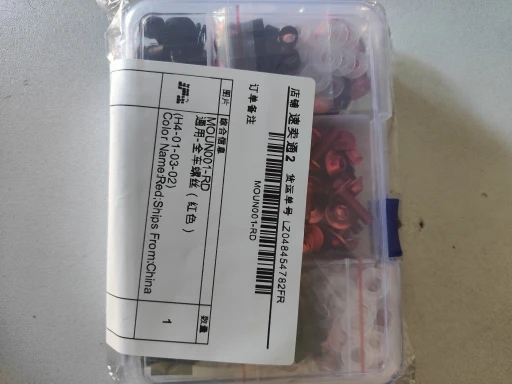 店铺 速卖通2 货运单号 LZ048454782FR
MOUN001-RD
订单备注
图片 综合信息 数量
MOUN001-RD
通用-全车螺丝(红色)
(H4-01-03-02)
Color Name:Red;Ships From:China
1